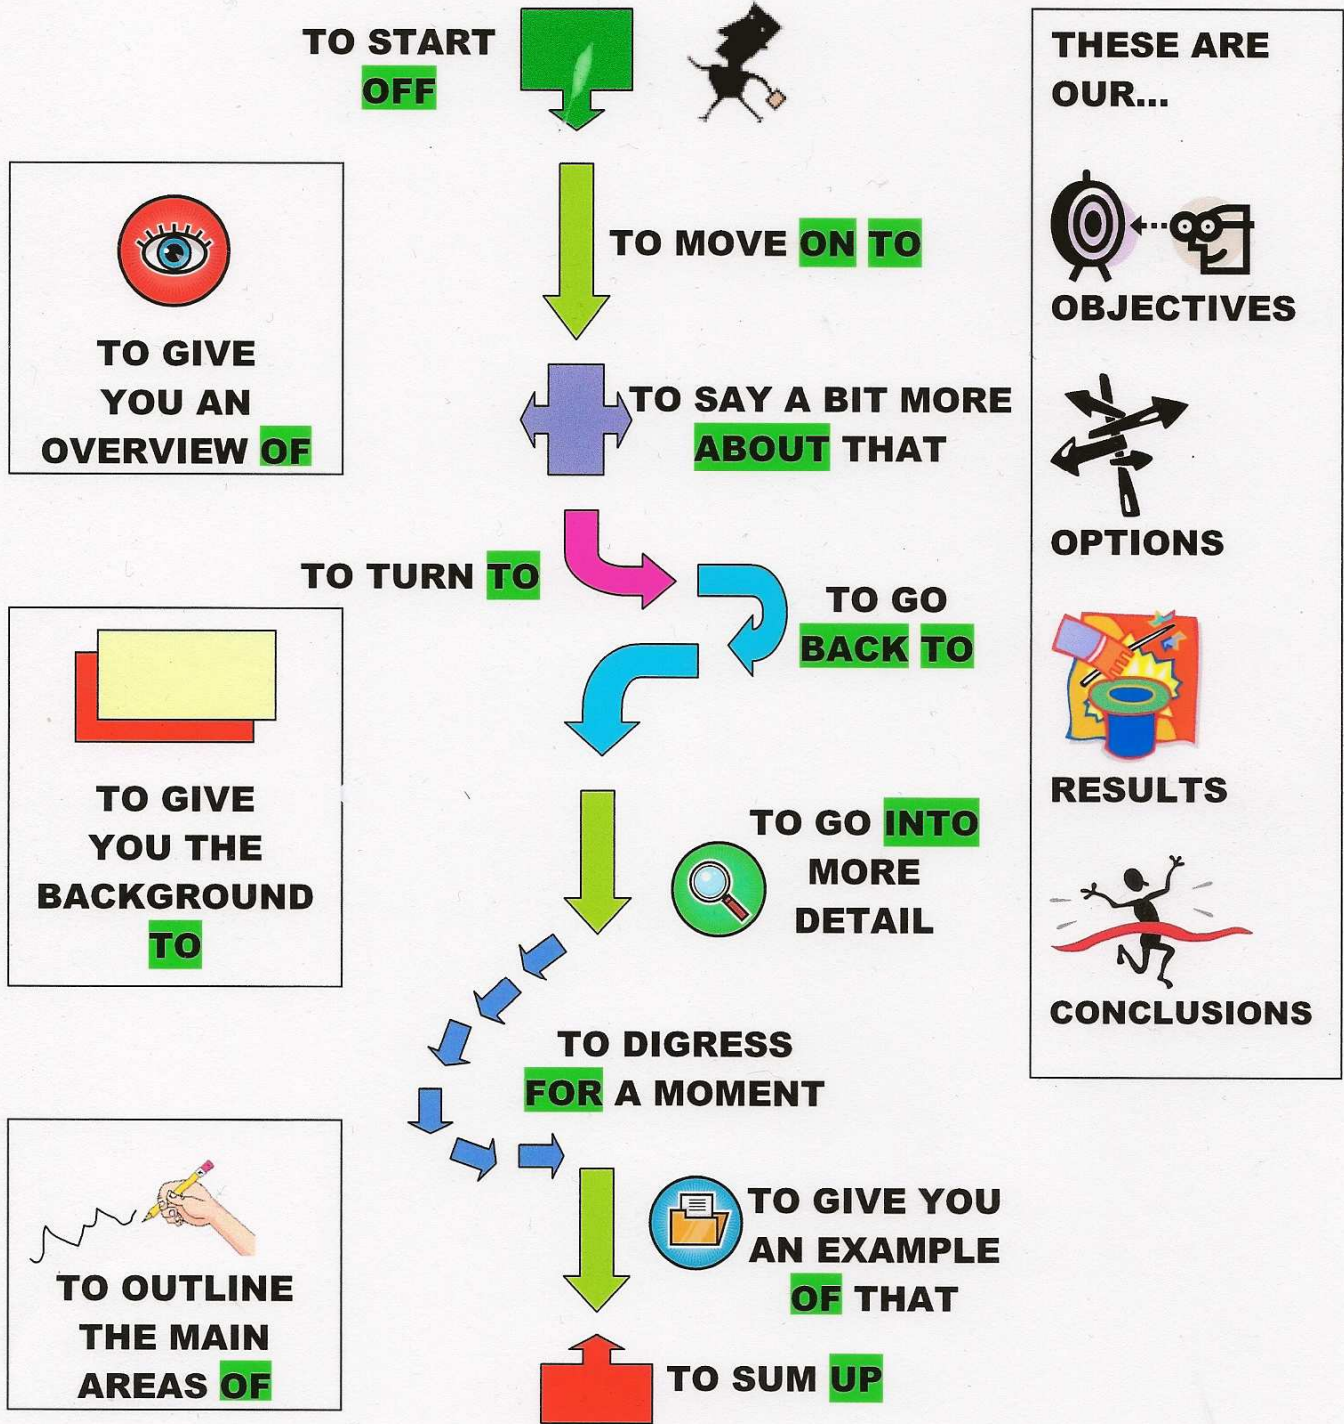 TO START
OFF
TO MOVE ON TO
TO SAY A BIT MORE
ABOUT THAT
TO TURN TO
TO GO
BACK TO
TO GO INTO
MORE
DETAIL
TO DIGRESS
FOR A MOMENT
TO GIVE YOU
AN EXAMPLE
OF THAT
TO SUM UP
TO GIVE
YOU AN
OVERVIEW OF
TO GIVE
YOU THE
BACKGROUND
TO
TO OUTLINE
THE MAIN
AREAS OF
THESE ARE
OUR...
OBJECTIVES
OPTIONS
RESULTS
CONCLUSIONS